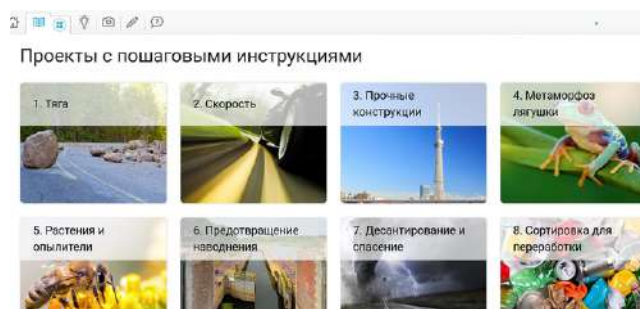 Проекты с пошаговыми инструкциями
1. Тяга
2. Скорость
3. Прочные
конструкции
4. Метаморфоз
лягушки
5. Растения и
опылители
6. Предотвращение
наводнения
7. Десантирование и
спасение
8. Сортировка для
переработки